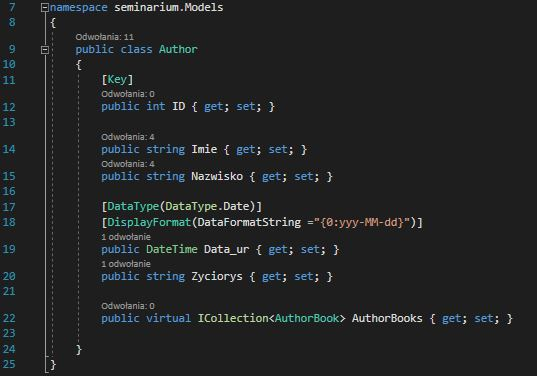 7 namespace seminarium.Models
8 {
Odwołania: 11
9 public class Author
10 {
11 [Key]
Odwołania: 0
12 public int ID { get; set; }
13
Odwołania: 4
14 public string Imie { get; set; }
Odwołania: 4
15 public string Nazwisko { get; set; }
16
17 [DataType(DataType.Date)]
18 [DisplayFormat(DataFormatString ="{0:yyy-MM-dd}")]
1 odwołanie
19 public DateTime Data_ur { get; set; }
1 odwołanie
20 public string Zyciorys { get; set; }
21
Odwołania: 0
22 public virtual ICollection<AuthorBook> AuthorBooks { get; set; }
23
24 }
25 }